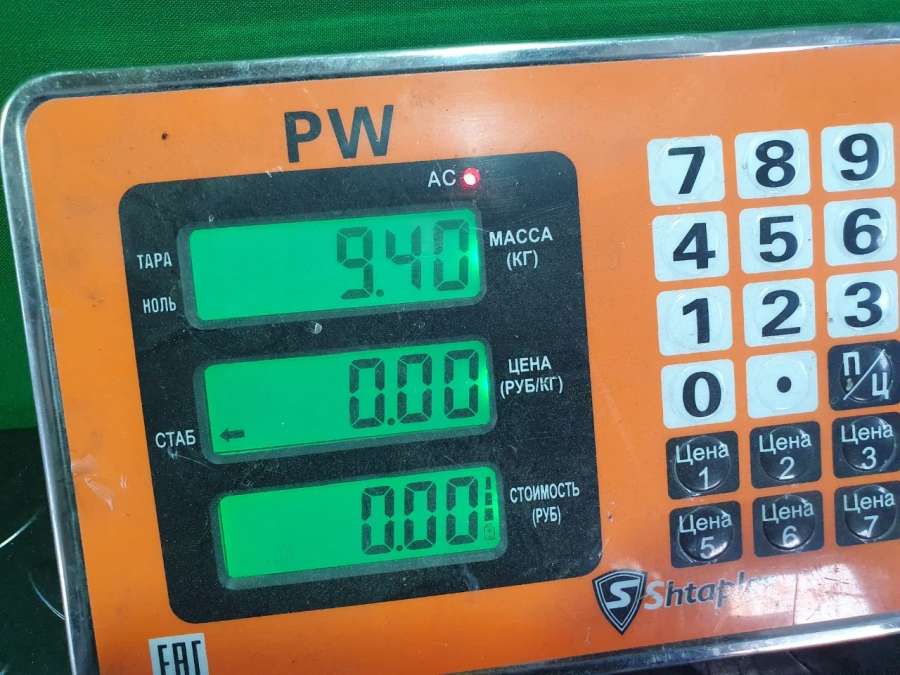 PW
AC
ТАРА
НОЛЬ
9.40
МАССА
(КГ)
СТАБ
0.00
ЦЕНА
(РУБ/КГ)
0.00
СТОИМОСТЬ
(РУБ)
7 8 9
4 5 6
1 2 3
0 . П/Ц
Цена 1
Цена 2
Цена 3
Цена 5
Цена 6
Цена 7
S Shtapler
EAC